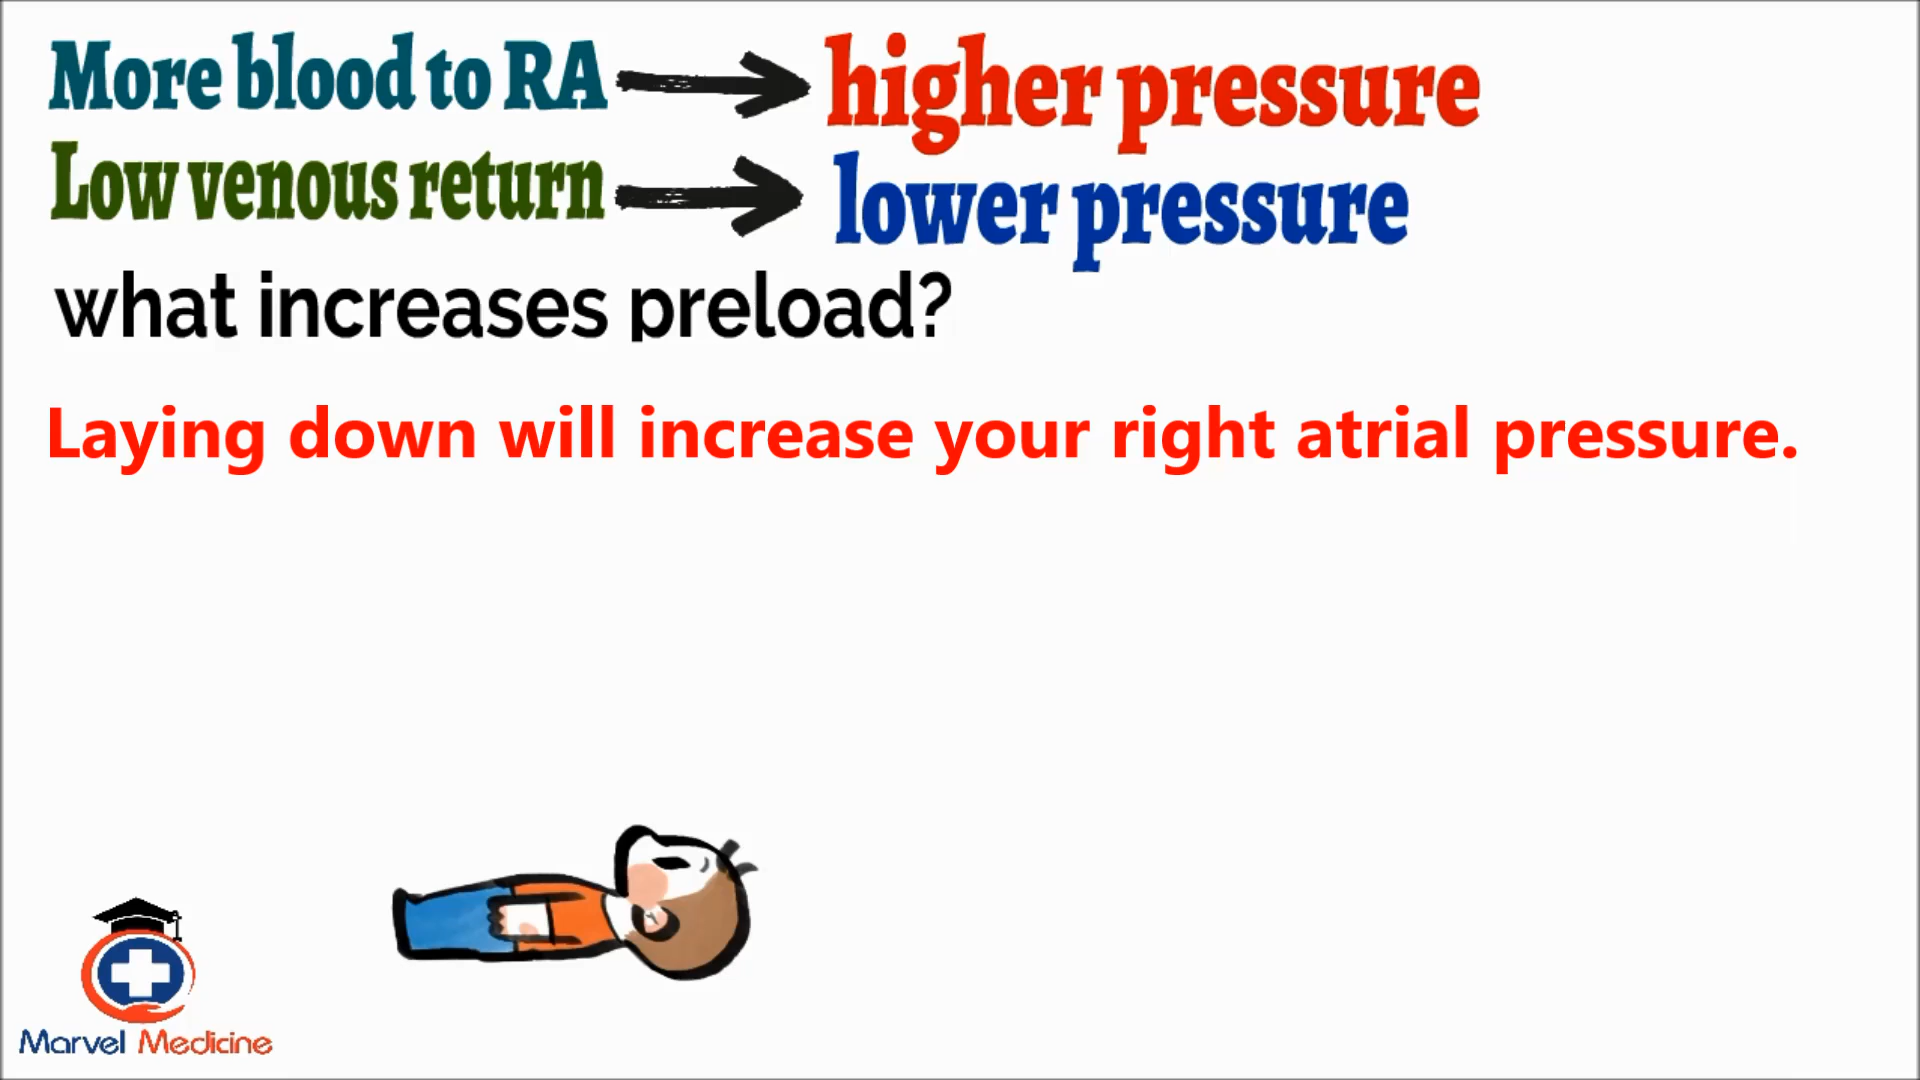 More blood to RA higher pressure
Low venous return lower pressure
what increases preload?
Laying down will increase your right atrial pressure.
Marvel Medicine